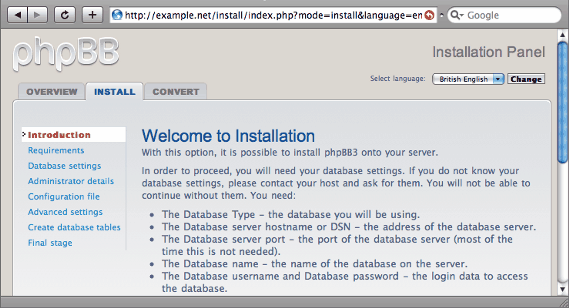 http://example.net/install/index.php?mode=install&language=en
Google
phpBB
Installation Panel
Select language: British English Change
OVERVIEW INSTALL CONVERT
Introduction
Requirements
Database settings
Administrator details
Configuration file
Advanced settings
Create database tables
Final stage
Welcome to Installation
With this option, it is possible to install phpBB3 onto your server.
In order to proceed, you will need your database settings. If you do not know your
database settings, please contact your host and ask for them. You will not be able to
continue without them. You need:
• The Database Type – the database you will be using.
• The Database server hostname or DSN – the address of the database server.
• The Database server port – the port of the database server (most of the
time this is not needed).
• The Database name – the name of the database on the server.
• The Database username and Database password – the login data to access
the database.